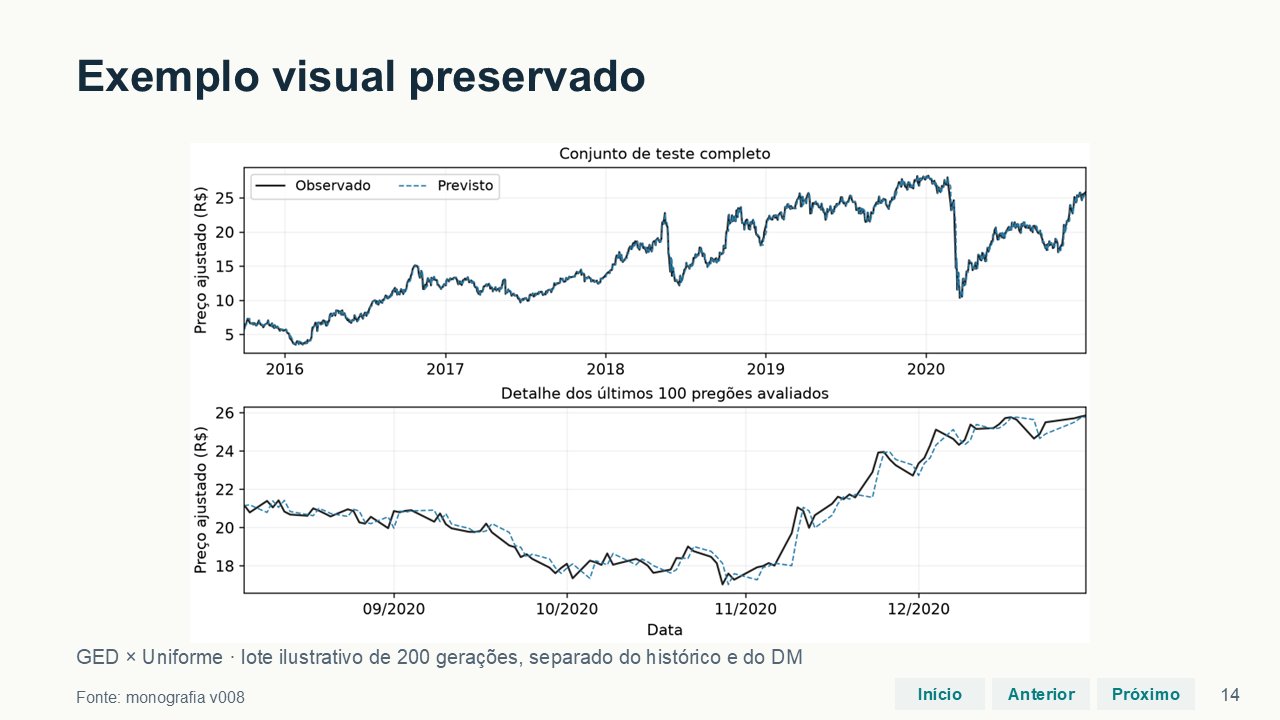 Exemplo visual preservado
Conjunto de teste completo
Observado
Previsto
Preço ajustado (R$)
25
20
15
10
5
2016
2017
2018
2019
2020
Detalhe dos últimos 100 pregões avaliados
Preço ajustado (R$)
26
24
22
20
18
09/2020
10/2020
11/2020
12/2020
Data
GED × Uniforme · lote ilustrativo de 200 gerações, separado do histórico e do DM
Fonte: monografia v008
Início
Anterior
Próximo
14